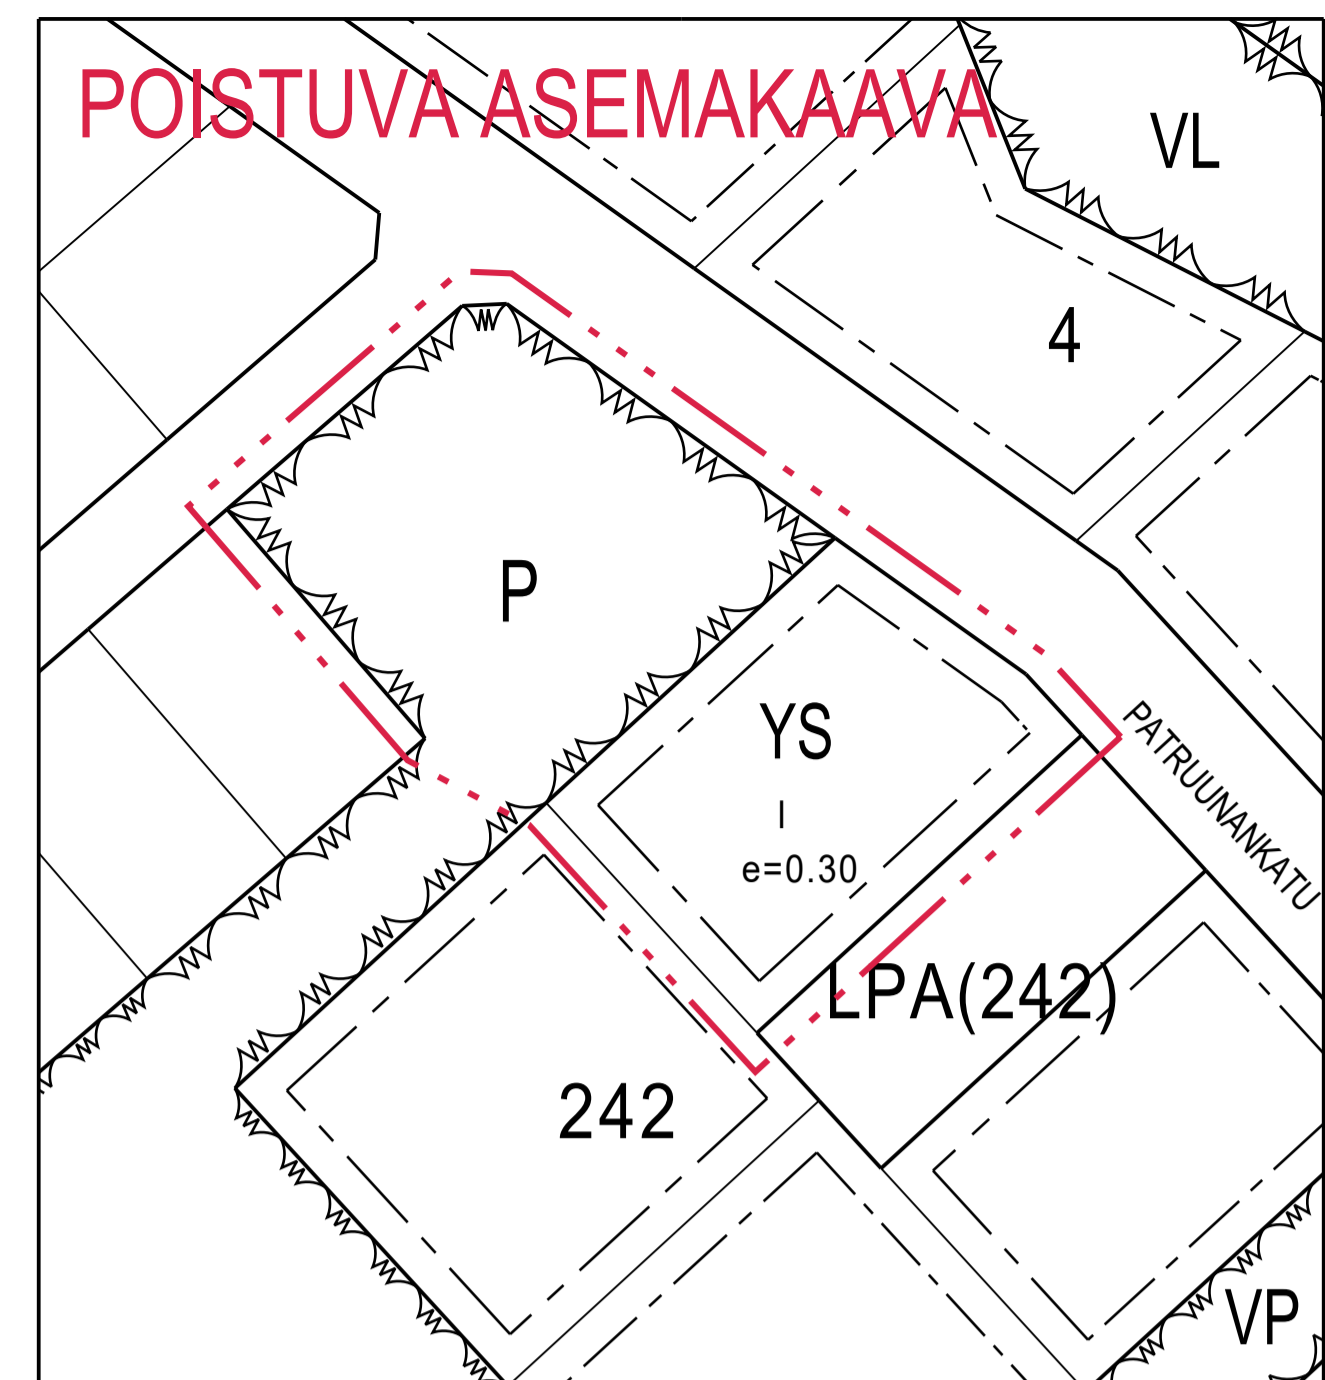 POISTUVA ASEMAKAAVA
VL
4
P
YS
I
e=0.30
PATRUUNANKATU
LPA(242)
242
VP